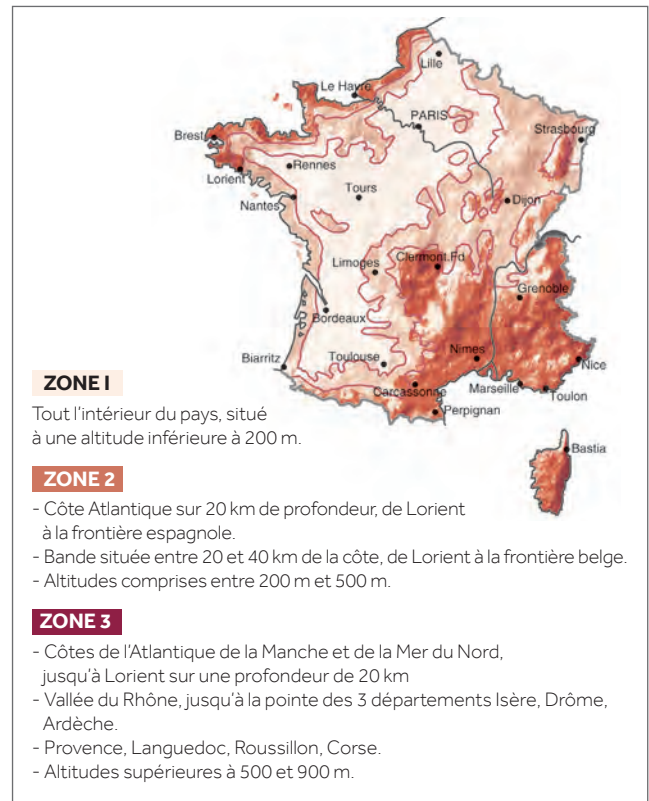 Lille
Le Havre
PARIS
Strasbourg
Brest
Rennes
Lorient
Tours
Dijon
Nantes
Limoges
Clermont.Fd
Grenoble
Bordeaux
Biarritz
Toulouse
Nimes
Nice
Carcassonne
Marseille
Toulon
Perpignan
Bastia
ZONE I
Tout l'intérieur du pays, situé
à une altitude inférieure à 200 m.
ZONE 2
- Côte Atlantique sur 20 km de profondeur, de Lorient
à la frontière espagnole.
- Bande située entre 20 et 40 km de la côte, de Lorient à la frontière belge.
- Altitudes comprises entre 200 m et 500 m.
ZONE 3
- Côtes de l'Atlantique de la Manche et de la Mer du Nord,
jusqu'à Lorient sur une profondeur de 20 km
- Vallée du Rhône, jusqu'à la pointe des 3 départements Isère, Drôme,
Ardèche.
- Provence, Languedoc, Roussillon, Corse.
- Altitudes supérieures à 500 et 900 m.